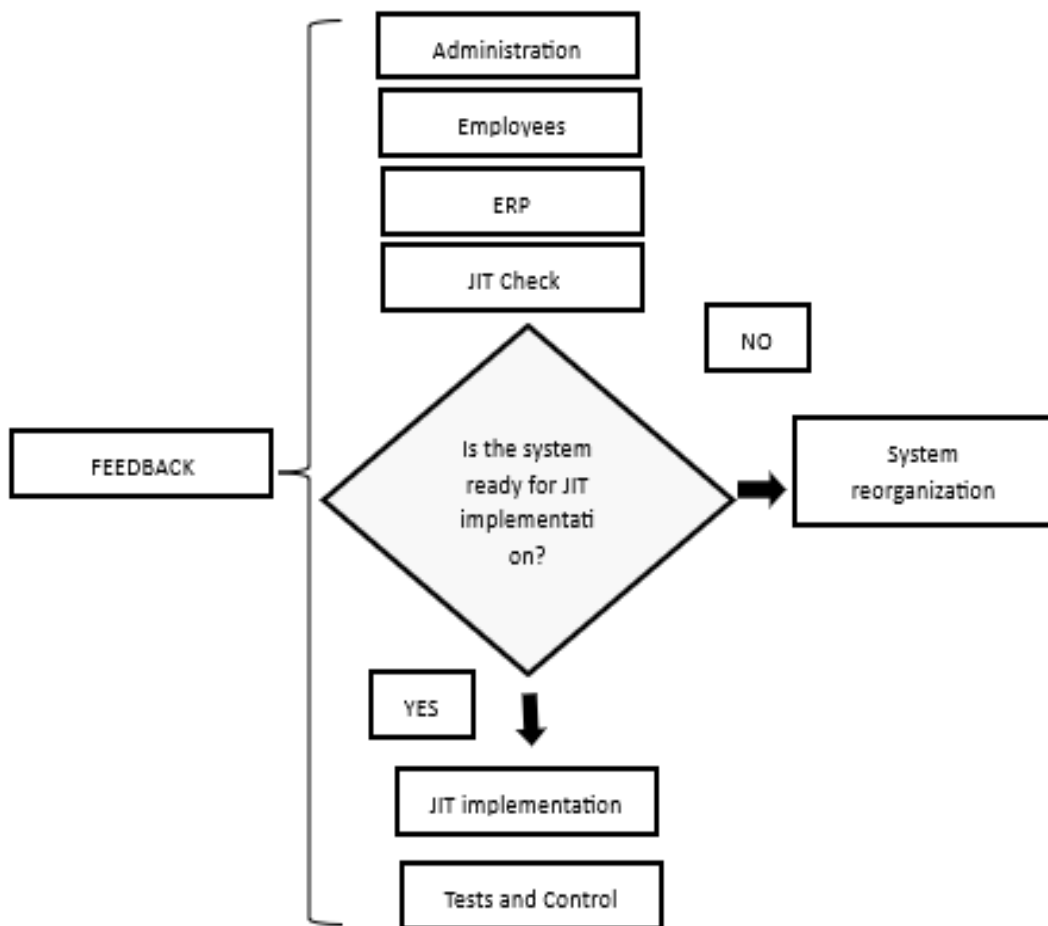 Administration
Employees
ERP
JIT Check
NO
FEEDBACK
Is the system
ready for JIT
implementati
on?
System
reorganization
YES
JIT implementation
Tests and Control